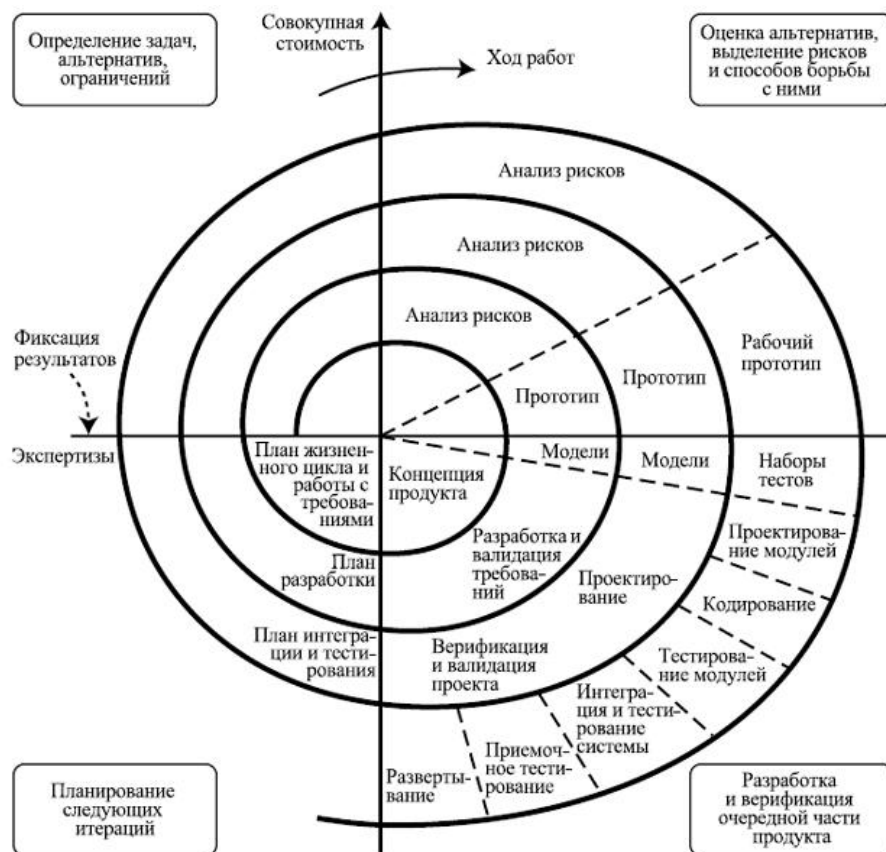 Определение задач,
альтернатив,
ограничений
Совокупная
стоимость
Ход работ
Оценка альтернатив,
выделение рисков
и способов борьбы
с ними
Анализ рисков
Анализ рисков
Анализ рисков
Фиксация
результатов
Рабочий
прототип
Прототип
Прототип
Экспертизы
План жизнен-
ного цикла и
работы с
требова-
ниями
Концепция
продукта
Модели
Модели
Наборы
тестов
План
разработки
Разработка и
валидация
требова-
ний
Проектиро-
вание
Проектирова-
ние модулей
Кодирование
План интегра-
ции и тести-
рования
Верификация
и валидация
проекта
Тестирова-
ние модулей
Интегра-
ция и тести-
рование
системы
Приемоч-
ное тести-
рование
Разверты-
вание
Планирование
следующих
итераций
Разработка
и верификация
очередной части
продукта